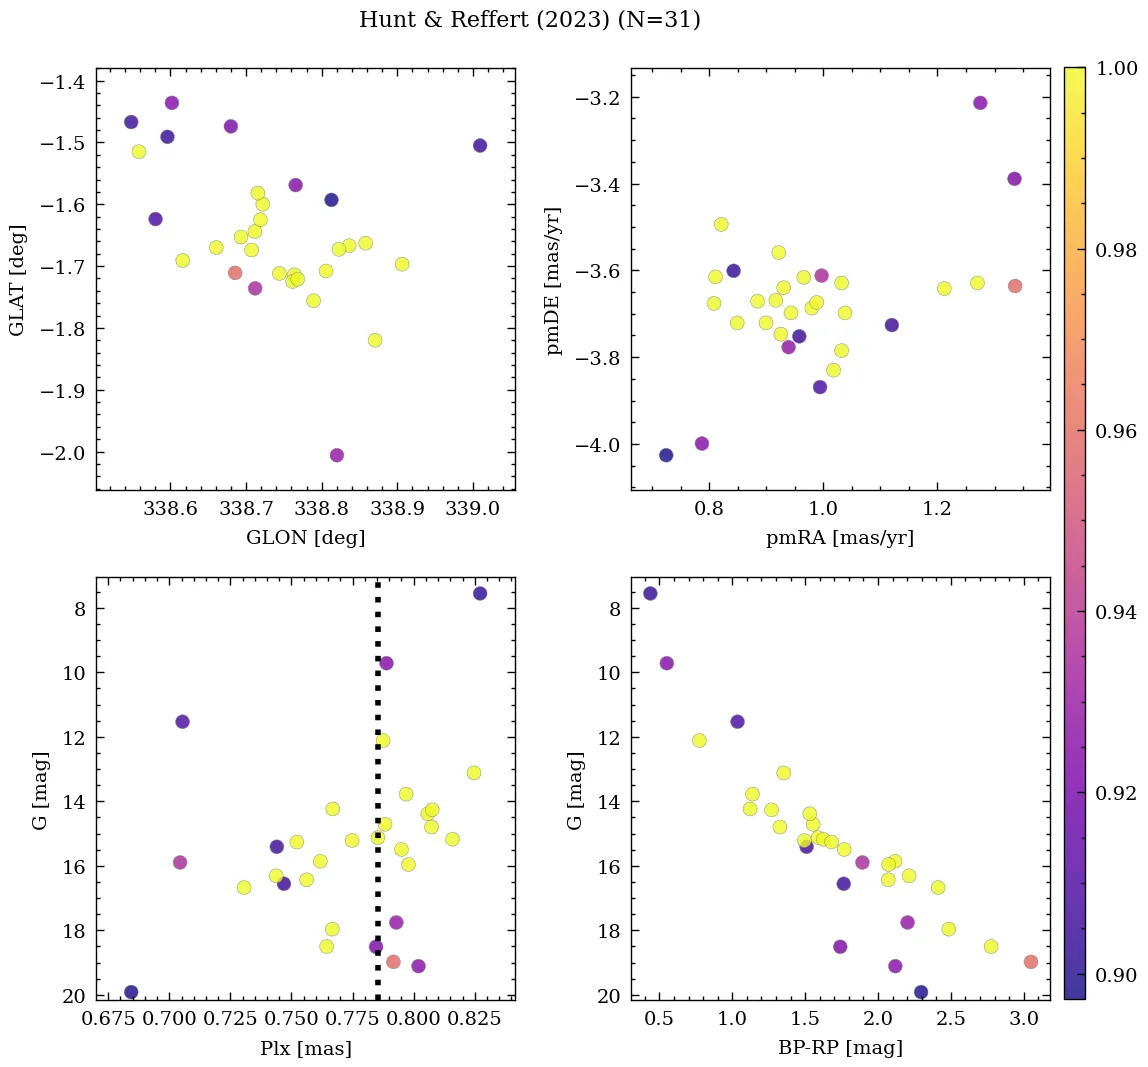 Hunt & Reffert (2023) (N=31)
−1.4
−1.5
−1.6
−1.7
−1.8
−1.9
−2.0
GLAT [deg]
338.6 338.7 338.8 338.9 339.0
GLON [deg]
−3.2
−3.4
−3.6
−3.8
−4.0
pmDE [mas/yr]
0.8 1.0 1.2
pmRA [mas/yr]
8
10
12
14
16
18
20
G [mag]
0.675 0.700 0.725 0.750 0.775 0.800 0.825
Plx [mas]
8
10
12
14
16
18
20
G [mag]
0.5 1.0 1.5 2.0 2.5 3.0
BP-RP [mag]
1.00
0.98
0.96
0.94
0.92
0.90